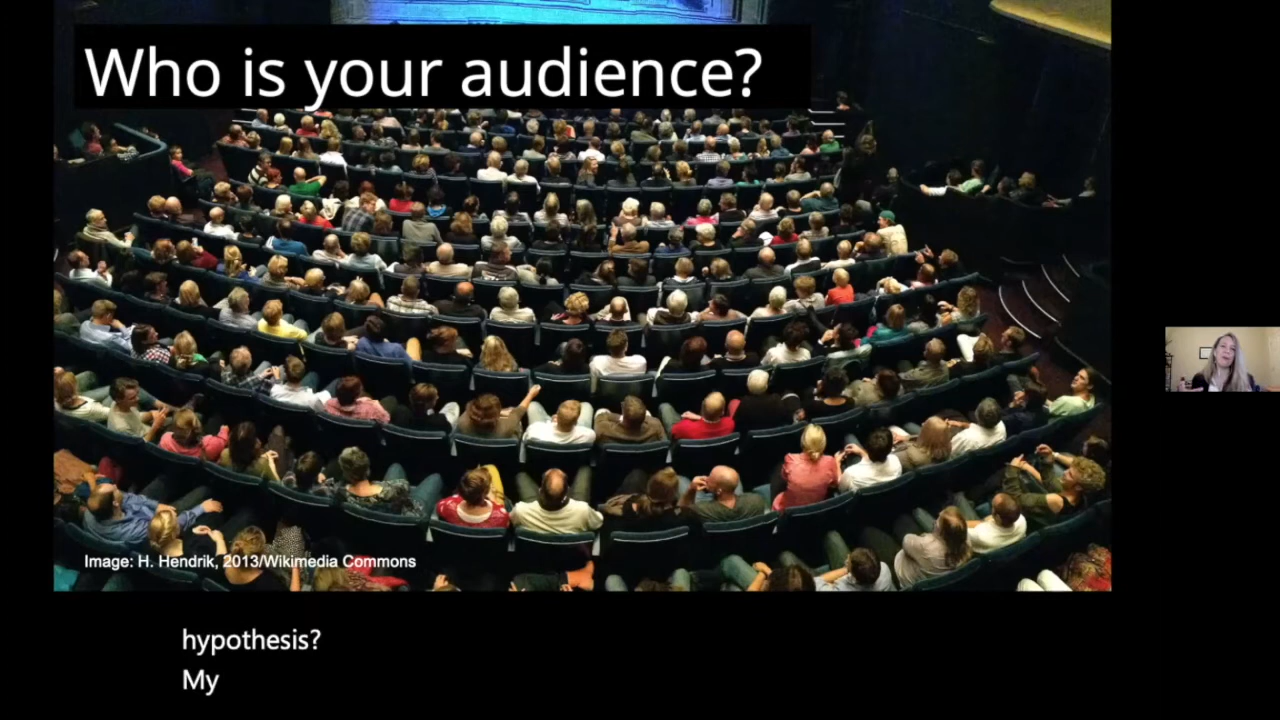 Who is your audience?
Image: H. Hendrik, 2013/Wikimedia Commons
hypothesis?
My